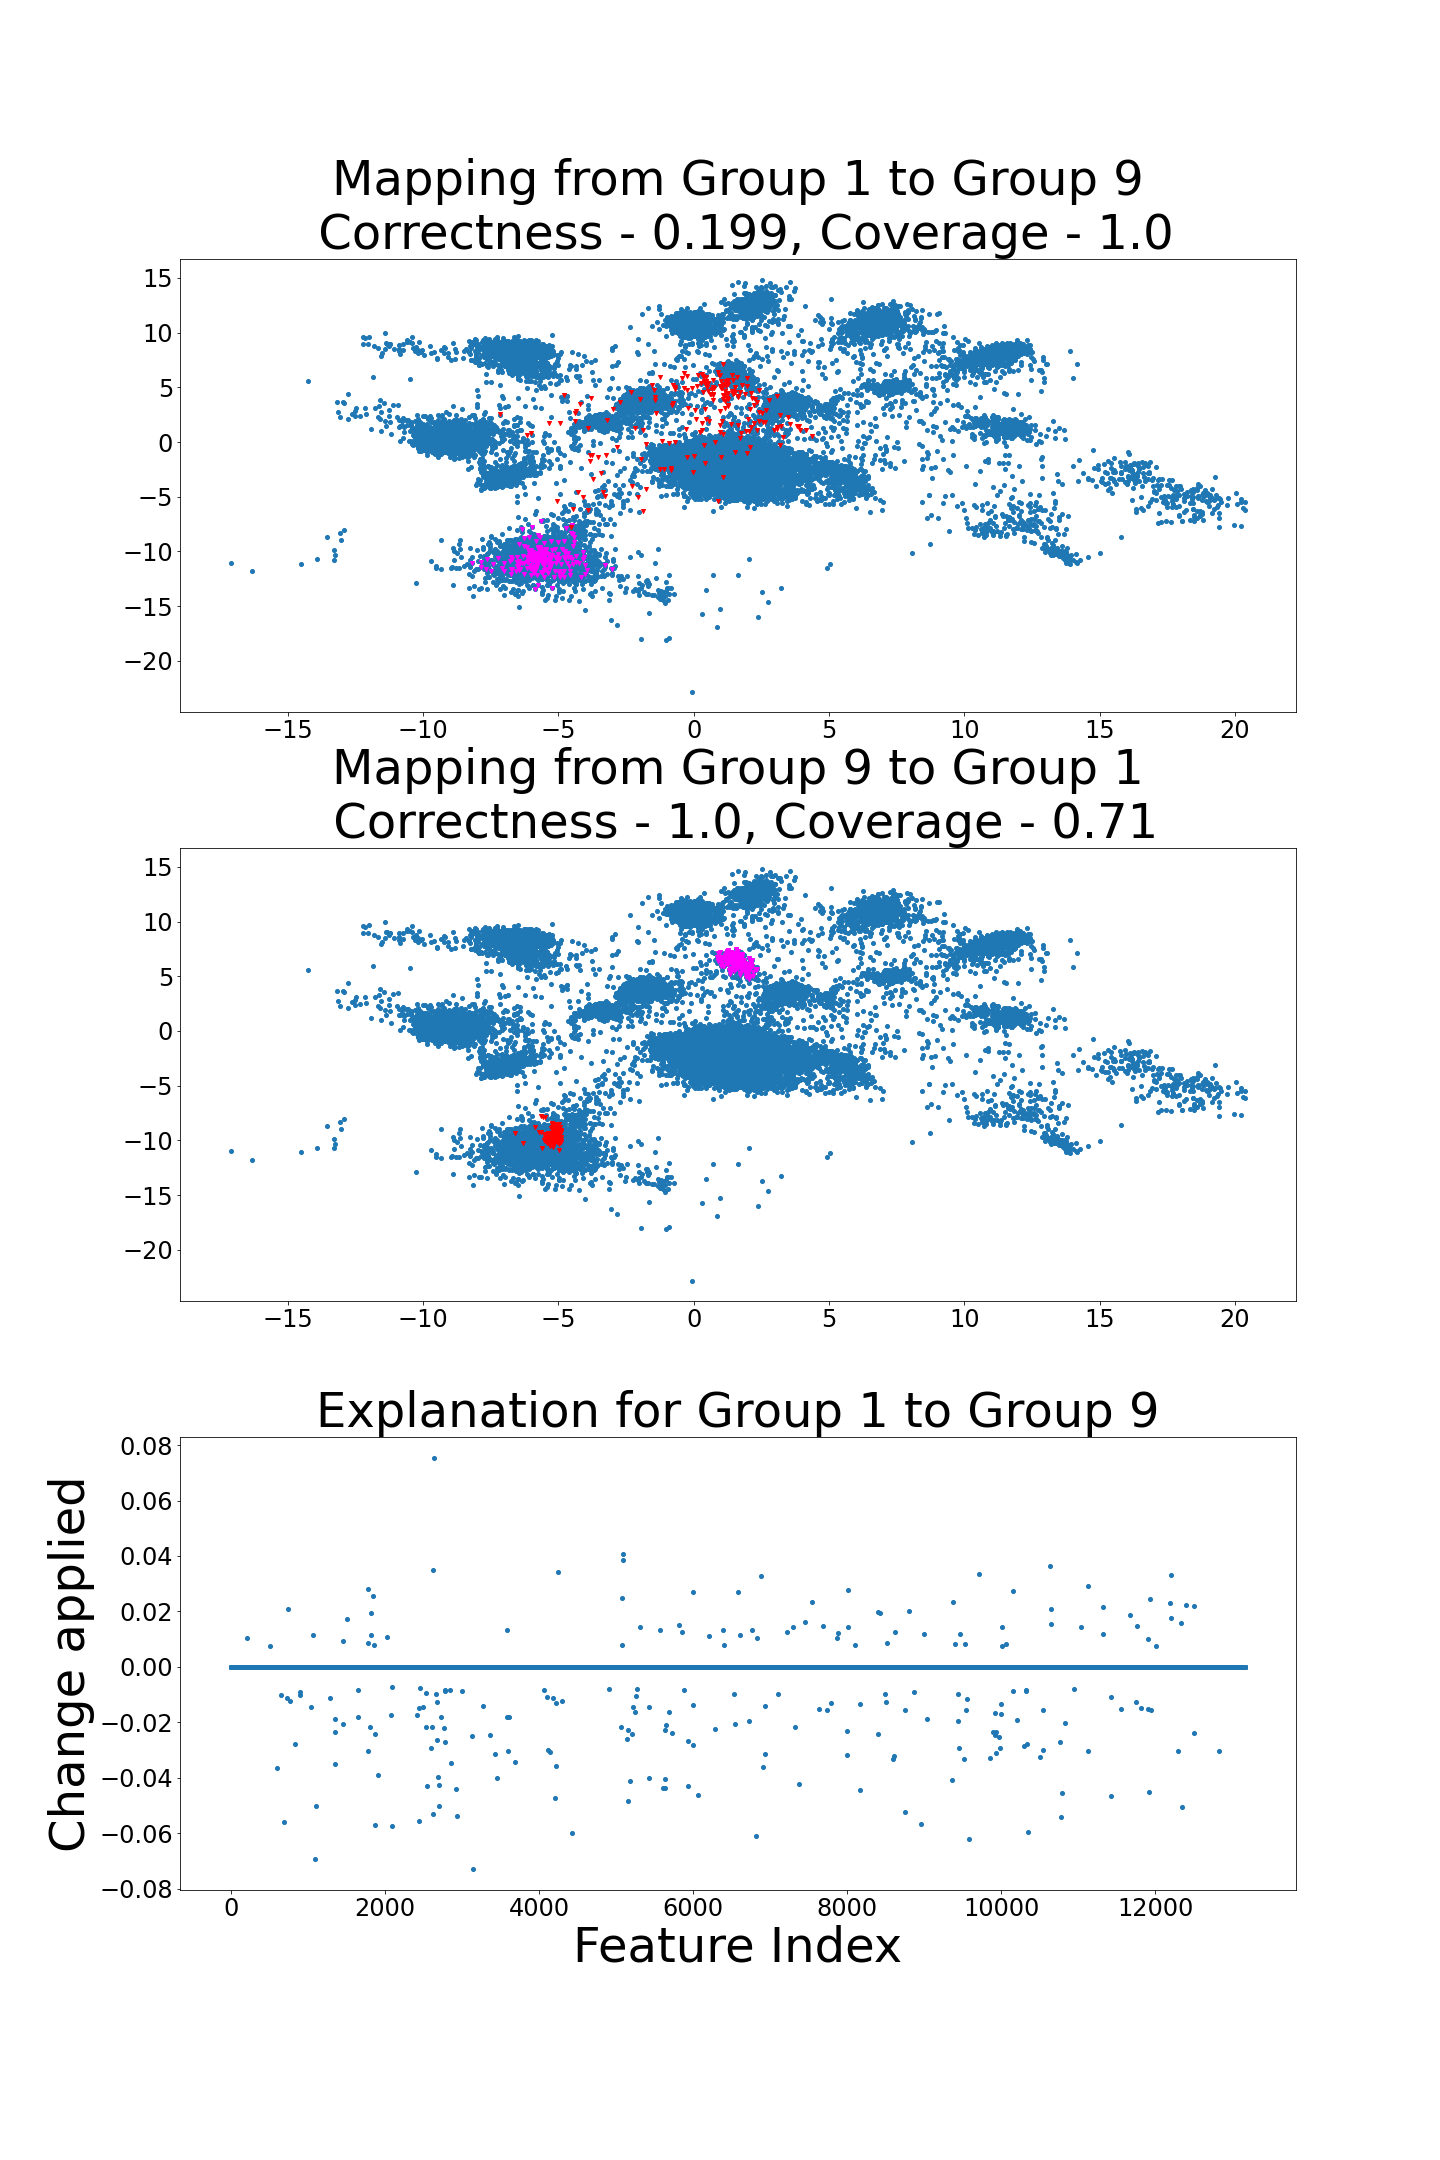 Mapping from Group 1 to Group 9
Correctness - 0.199, Coverage - 1.0
15
10
5
0
−5
−10
−15
−20
−15 −10 −5 0 5 10 15 20
Mapping from Group 9 to Group 1
Correctness - 1.0, Coverage - 0.71
15
10
5
0
−5
−10
−15
−20
−15 −10 −5 0 5 10 15 20
Explanation for Group 1 to Group 9
Change applied
0.08
0.06
0.04
0.02
0.00
−0.02
−0.04
−0.06
−0.08
0 2000 4000 6000 8000 10000 12000
Feature Index